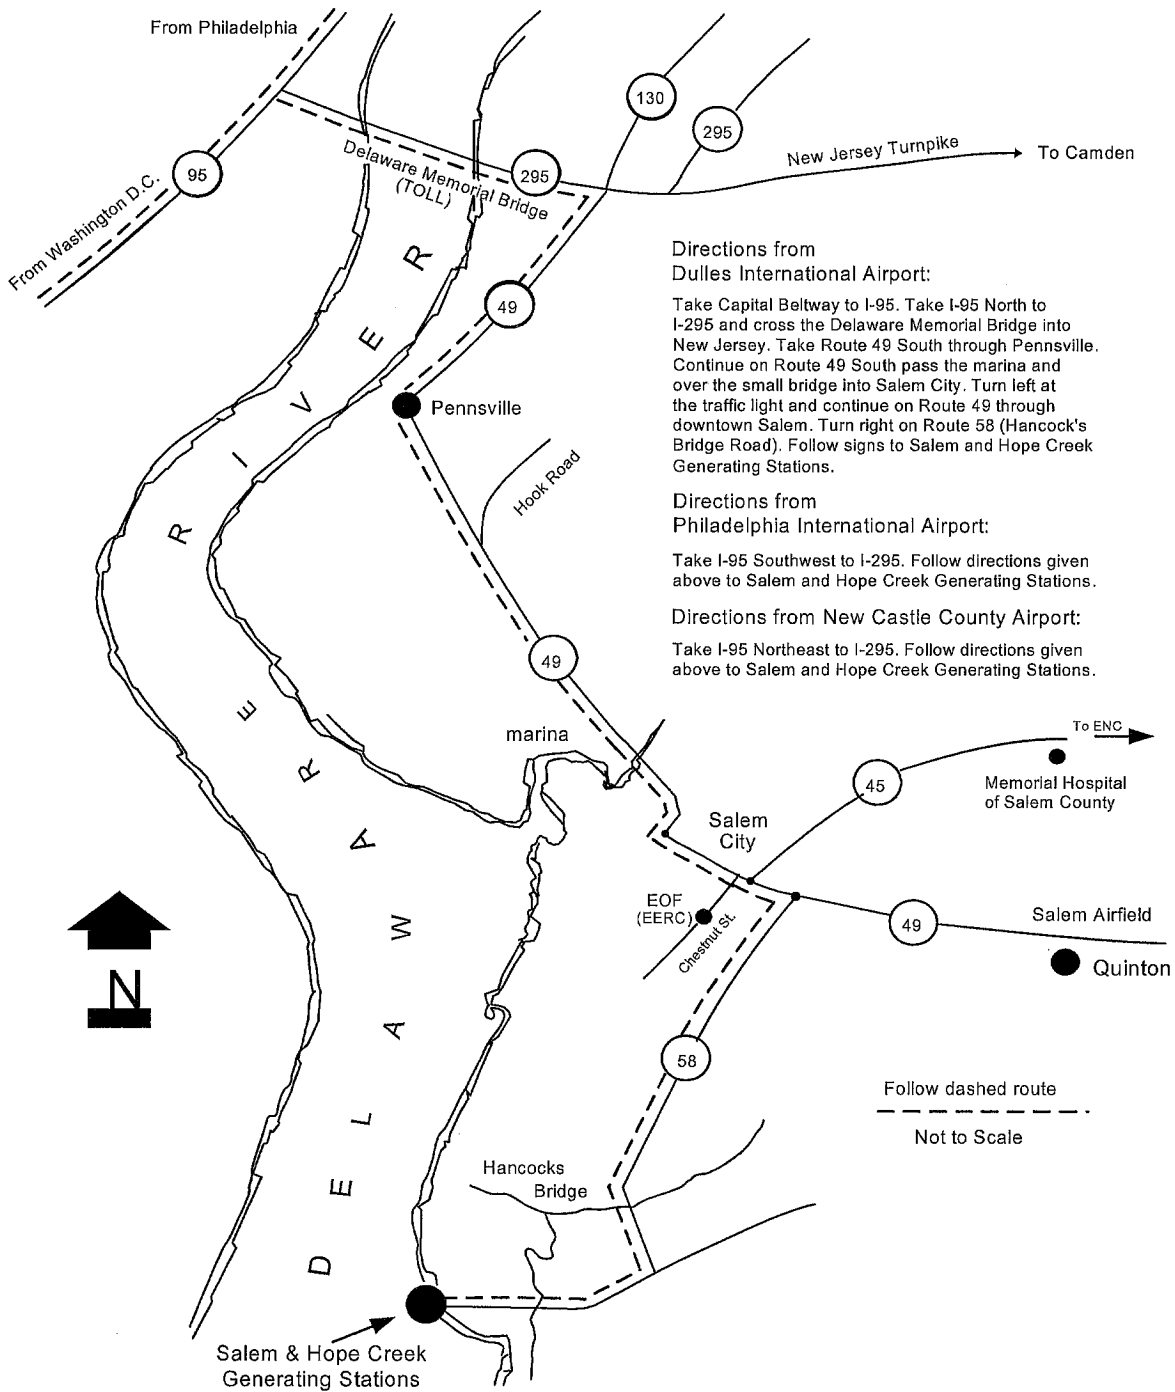 From Philadelphia
130
295
New Jersey Turnpike
To Camden
95
From Washington D.C.
Delaware Memorial Bridge
(TOLL)
295
49
Directions from
Dulles International Airport:
Take Capital Beltway to I-95. Take I-95 North to
I-295 and cross the Delaware Memorial Bridge into
New Jersey. Take Route 49 South through Pennsville.
Continue on Route 49 South pass the marina and
over the small bridge into Salem City. Turn left at
the traffic light and continue on Route 49 through
downtown Salem. Turn right on Route 58 (Hancock's
Bridge Road). Follow signs to Salem and Hope Creek
Generating Stations.
Directions from
Philadelphia International Airport:
Take I-95 Southwest to I-295. Follow directions given
above to Salem and Hope Creek Generating Stations.
Directions from New Castle County Airport:
Take I-95 Northeast to I-295. Follow directions given
above to Salem and Hope Creek Generating Stations.
Pennsville
Hook Road
49
DELAWARE RIVER
marina
To ENC
45
Memorial Hospital
of Salem County
Salem
City
EOF
(EERC)
Chestnut St.
49
Salem Airfield
Quinton
N
58
Follow dashed route
Not to Scale
Hancocks
Bridge
Salem & Hope Creek
Generating Stations